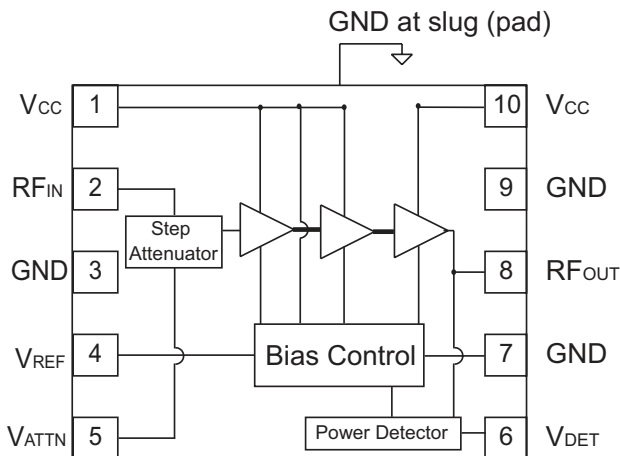 GND at slug (pad)
VCC 1
10 VCC
RFIN 2
9 GND
Step
Attenuator
GND 3
8 RFOUT
VREF 4
Bias Control
7 GND
VATTN 5
Power Detector
6 VDET